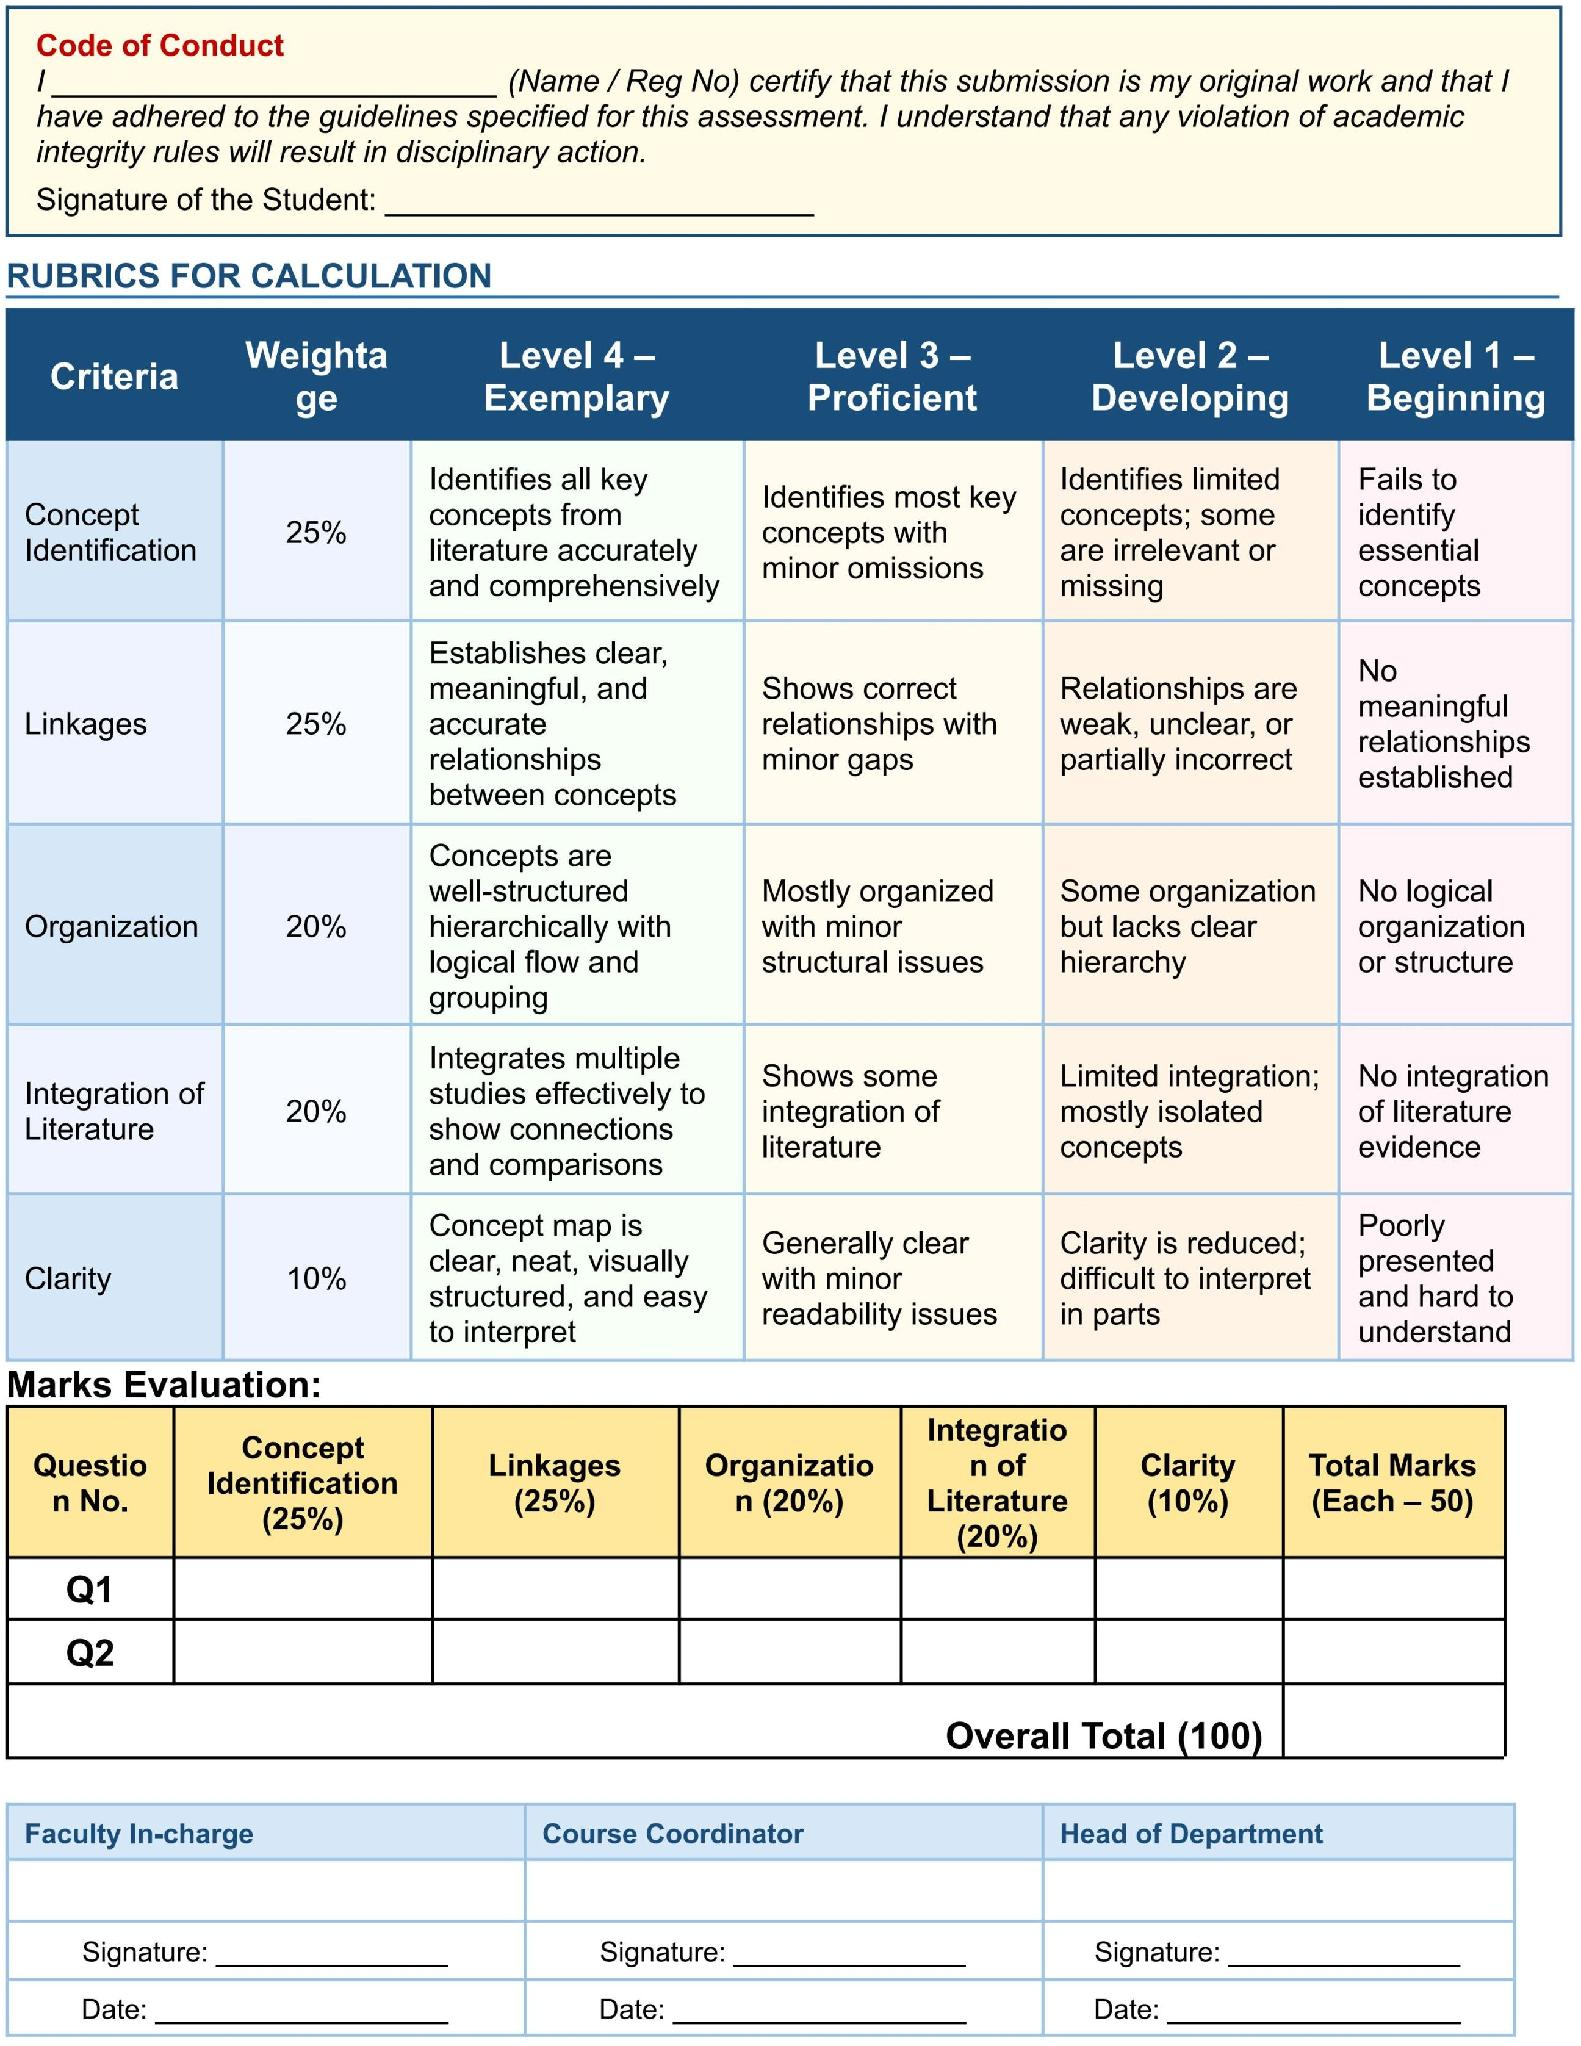 Code of Conduct
I __________________________ (Name / Reg No) certify that this submission is my original work and that I
have adhered to the guidelines specified for this assessment. I understand that any violation of academic
integrity rules will result in disciplinary action.
Signature of the Student: __________________________
RUBRICS FOR CALCULATION
Criteria
Weighta
ge
Level 4 –
Exemplary
Level 3 –
Proficient
Level 2 –
Developing
Level 1 –
Beginning
Concept
Identification
25%
Identifies all key
concepts from
literature accurately
and comprehensively
Identifies most key
concepts with
minor omissions
Identifies limited
concepts; some
are irrelevant or
missing
Fails to
identify
essential
concepts
Linkages
25%
Establishes clear,
meaningful, and
accurate
relationships
between concepts
Shows correct
relationships with
minor gaps
Relationships are
weak, unclear, or
partially incorrect
No
meaningful
relationships
established
Organization
20%
Concepts are
well-structured
hierarchically with
logical flow and
grouping
Mostly organized
with minor
structural issues
Some organization
but lacks clear
hierarchy
No logical
organization
or structure
Integration of
Literature
20%
Integrates multiple
studies effectively to
show connections
and comparisons
Shows some
integration of
literature
Limited integration;
mostly isolated
concepts
No integration
of literature
evidence
Clarity
10%
Concept map is
clear, neat, visually
structured, and easy
to interpret
Generally clear
with minor
readability issues
Clarity is reduced;
difficult to interpret
in parts
Poorly
presented
and hard to
understand
Marks Evaluation:
Questio
n No.
Concept
Identification
(25%)
Linkages
(25%)
Organizatio
n (20%)
Integratio
n of
Literature
(20%)
Clarity
(10%)
Total Marks
(Each – 50)
Q1
Q2
Overall Total (100)
Faculty In-charge
Course Coordinator
Head of Department
Signature: ______________
Signature: ______________
Signature: ______________
Date: __________________
Date: __________________
Date: __________________